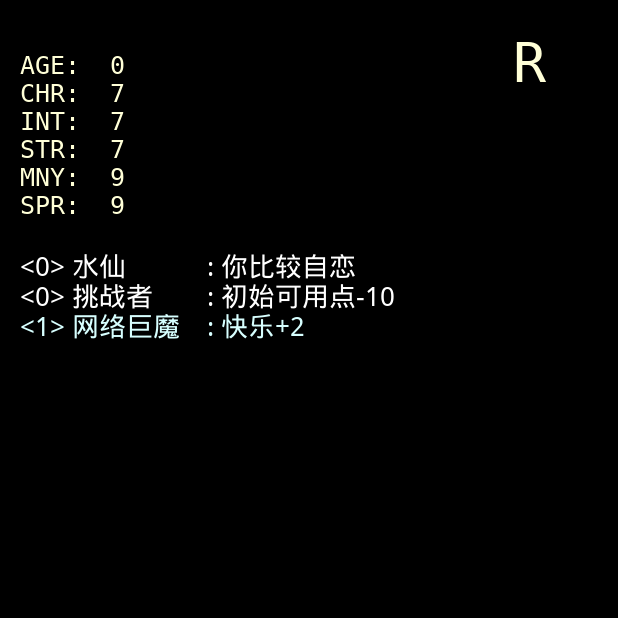 R
AGE: 0
CHR: 7
INT: 7
STR: 7
MNY: 9
SPR: 9
<0> 水仙 : 你比较自恋
<0> 挑战者 : 初始可用点-10
<1> 网络巨魔 : 快乐+2